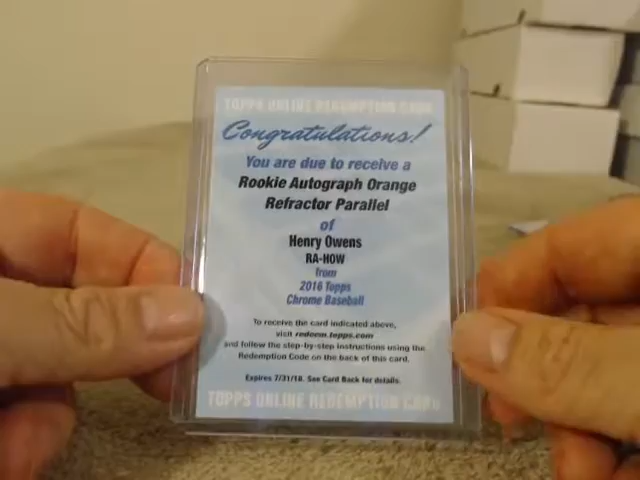 TOPPS ONLINE REDEMPTION CARD
Congratulations!
You are due to receive a
Rookie Autograph Orange
Refractor Parallel
of
Henry Owens
RA-HOW
from
2016 Topps
Chrome Baseball
To receive the card indicated above,
visit redeem.topps.com
and follow the step-by-step instructions using the
Redemption Code on the back of this card.
Expires 7/31/18. See Card Back for details.
TOPPS ONLINE REDEMPTION CARD